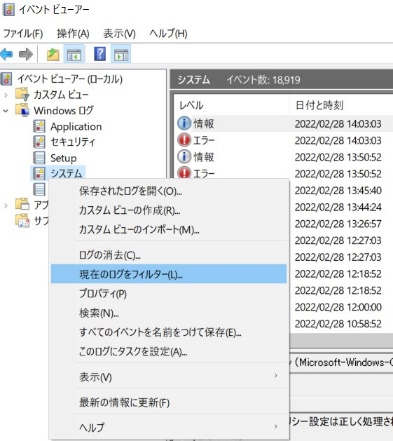 イベント ビューアー
ファイル(F) 操作(A) 表示(V) ヘルプ(H)
イベント ビューアー (ローカル)
カスタム ビュー
Windows ログ
Application
セキュリティ
Setup
システム
システム イベント数: 18,919
レベル 日付と時刻
情報 2022/02/28 14:03:03
エラー 2022/02/28 14:03:03
情報 2022/02/28 13:50:52
エラー 2022/02/28 13:50:52
2022/02/28 13:45:40
2022/02/28 13:44:24
2022/02/28 13:26:57
2022/02/28 12:27:03
2022/02/28 12:27:03
2022/02/28 12:18:52
2022/02/28 12:18:52
2022/02/28 12:00:00
2022/02/28 10:58:52
アプ
サブ
保存されたログを開く(O)...
カスタム ビューの作成(R)...
カスタム ビューのインポート(M)...
ログの消去(C)...
現在のログをフィルター(L)...
プロパティ(P)
検索(N)...
すべてのイベントを名前をつけて保存(E)...
このログにタスクを設定(A)...
表示(V)
最新の情報に更新(F)
ヘルプ
(Microsoft-Windows-G
シー設定は正しく処理さ